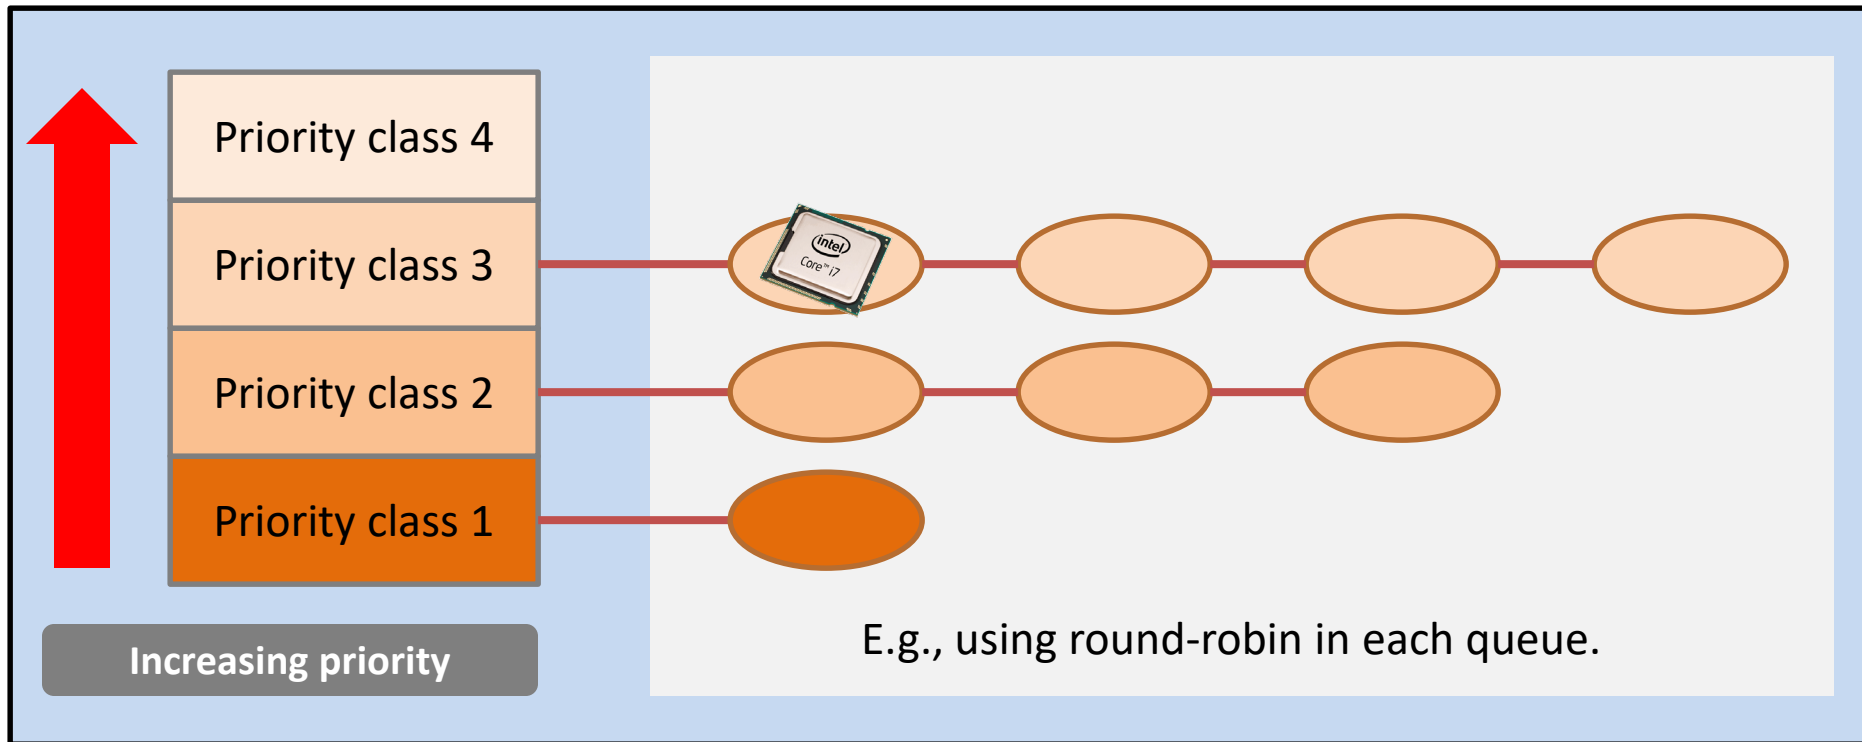 Priority class 4
Priority class 3
intel
Core™ i7
Priority class 2
Priority class 1
E.g., using round-robin in each queue.
Increasing priority